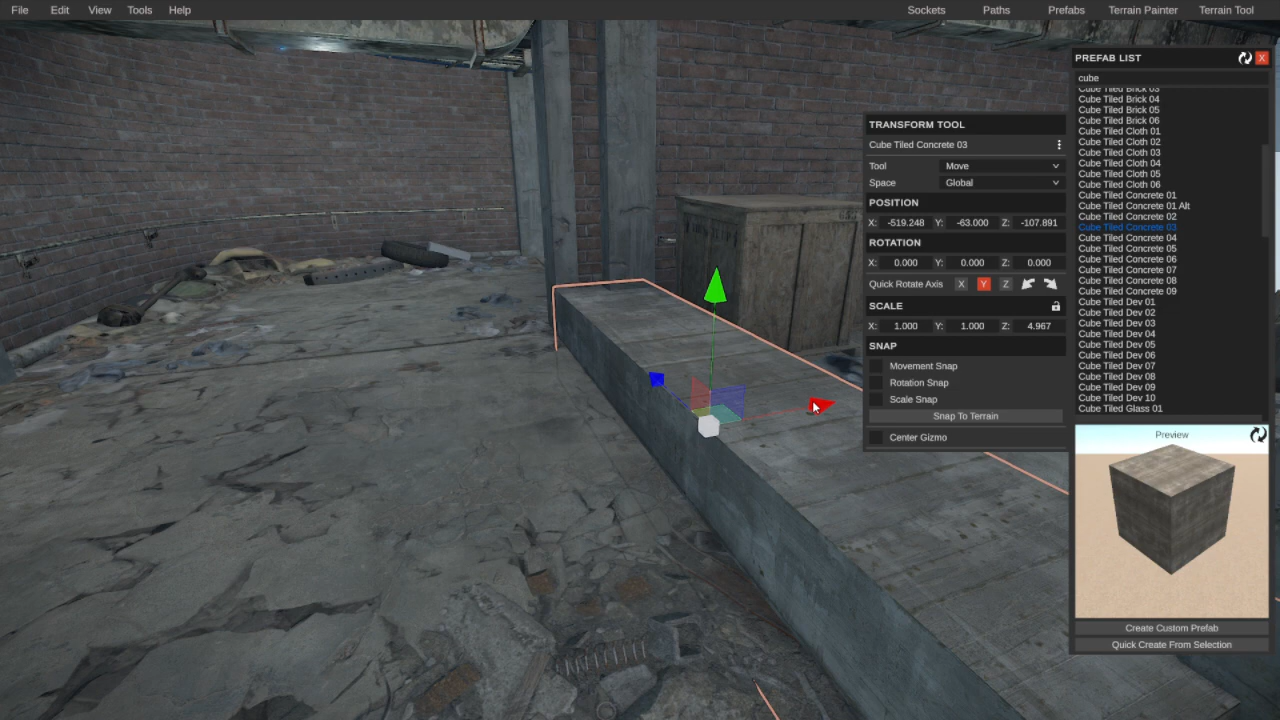 File Edit View Tools Help Sockets Paths Prefabs Terrain Painter Terrain Tool
PREFAB LIST X
cube
Cube Tiled Brick 03
Cube Tiled Brick 04
Cube Tiled Brick 05
Cube Tiled Brick 06
Cube Tiled Cloth 01
Cube Tiled Cloth 02
Cube Tiled Cloth 03
Cube Tiled Cloth 04
Cube Tiled Cloth 05
Cube Tiled Cloth 06
Cube Tiled Concrete 01
Cube Tiled Concrete 01 Alt
Cube Tiled Concrete 02
Cube Tiled Concrete 03
Cube Tiled Concrete 04
Cube Tiled Concrete 05
Cube Tiled Concrete 06
Cube Tiled Concrete 07
Cube Tiled Concrete 08
Cube Tiled Concrete 09
Cube Tiled Dev 01
Cube Tiled Dev 02
Cube Tiled Dev 03
Cube Tiled Dev 04
Cube Tiled Dev 05
Cube Tiled Dev 06
Cube Tiled Dev 07
Cube Tiled Dev 08
Cube Tiled Dev 09
Cube Tiled Dev 10
Cube Tiled Glass 01
Preview
Create Custom Prefab
Quick Create From Selection
TRANSFORM TOOL
Cube Tiled Concrete 03
Tool Move
Space Global
POSITION
X: -519.248 Y: -63.000 Z: -107.891
ROTATION
X: 0.000 Y: 0.000 Z: 0.000
Quick Rotate Axis X Y Z
SCALE
X: 1.000 Y: 1.000 Z: 4.967
SNAP
Movement Snap
Rotation Snap
Scale Snap
Snap To Terrain
Center Gizmo